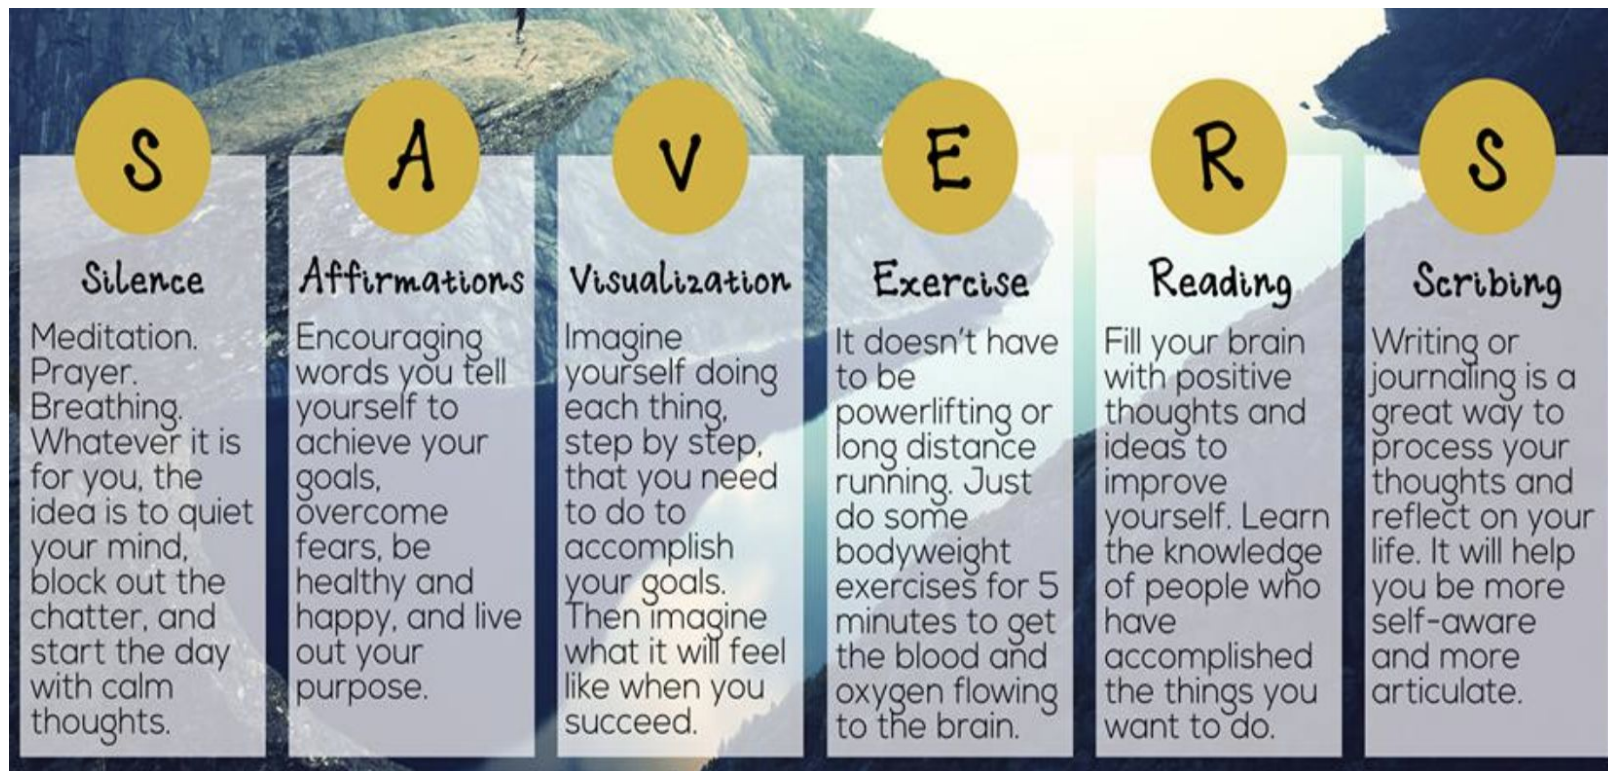 S
A
V
E
R
S
Silence
Meditation.
Prayer.
Breathing.
Whatever it is
for you, the
idea is to quiet
your mind,
block out the
chatter, and
start the day
with calm
thoughts.
Affirmations
Encouraging
words you tell
yourself to
achieve your
goals,
overcome
fears, be
healthy and
happy, and live
out your
purpose.
Visualization
Imagine
yourself doing
each thing,
step by step,
that you need
to do to
accomplish
your goals.
Then imagine
what it will feel
like when you
succeed.
Exercise
It doesn't have
to be
powerlifting or
long distance
running. Just
do some
bodyweight
exercises for 5
minutes to get
the blood and
oxygen flowing
to the brain.
Reading
Fill your brain
with positive
thoughts and
ideas to
improve
yourself. Learn
the knowledge
of people who
have
accomplished
the things you
want to do.
Scribing
Writing or
journaling is a
great way to
process your
thoughts and
reflect on your
life. It will help
you be more
self-aware
and more
articulate.